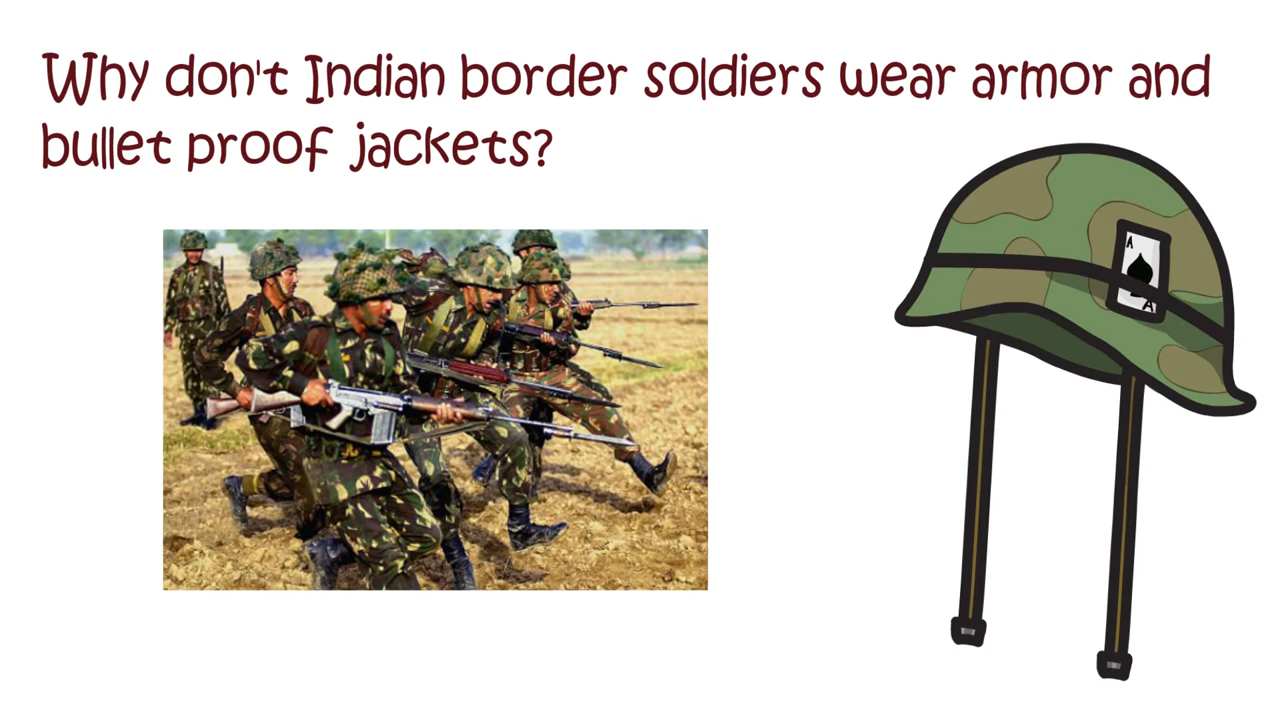 Why don't Indian border soldiers wear armor and
bullet proof jackets?
A
A